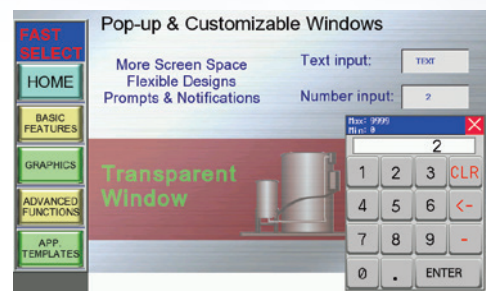 Pop-up & Customizable Windows
FAST
SELECT
HOME
BASIC
FEATURES
GRAPHICS
ADVANCED
FUNCTIONS
APP.
TEMPLATES
More Screen Space
Flexible Designs
Prompts & Notifications
Text input: TEXT
Number input: 2
Transparent
Window
Max: 9999
Min: 0
X
2
1 2 3 CLR
4 5 6 <-
7 8 9 -
0 . ENTER